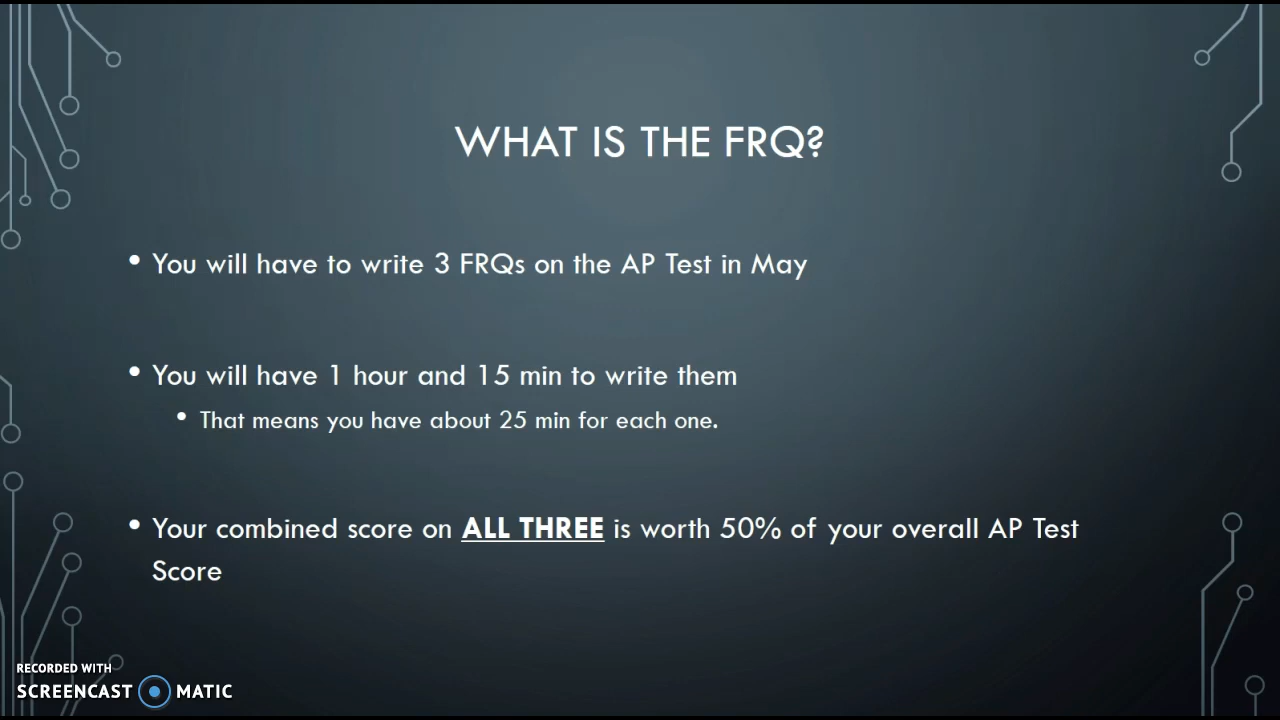 WHAT IS THE FRQ?
• You will have to write 3 FRQs on the AP Test in May
• You will have 1 hour and 15 min to write them
• That means you have about 25 min for each one.
• Your combined score on ALL THREE is worth 50% of your overall AP Test
Score
RECORDED WITH
SCREENCAST MATIC